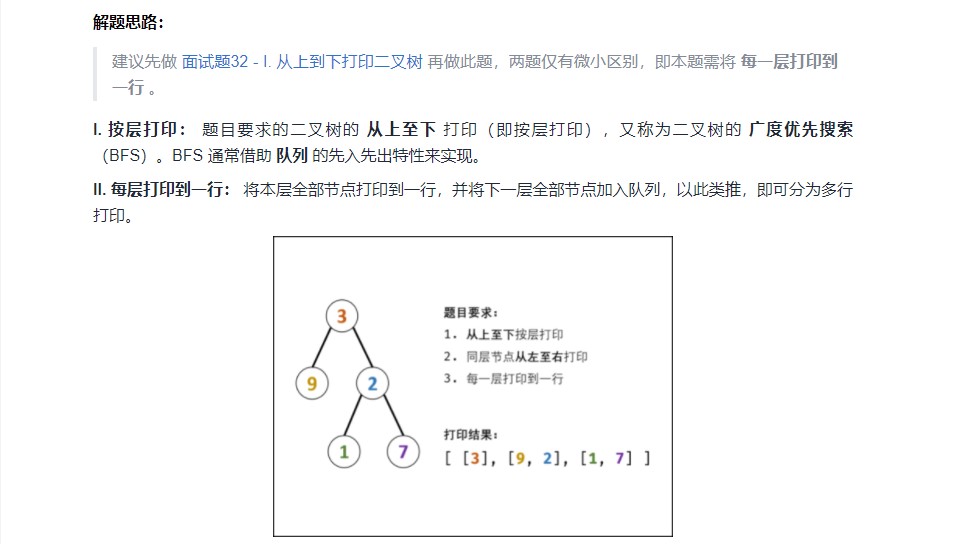 解题思路：
建议先做 面试题32 - I. 从上到下打印二叉树 再做此题，两题仅有微小区别，即本题需将 每一层打印到
一行 。
I. 按层打印： 题目要求的二叉树的 从上至下 打印（即按层打印），又称为二叉树的 广度优先搜索
（BFS）。BFS 通常借助 队列 的先入先出特性来实现。
II. 每层打印到一行： 将本层全部节点打印到一行，并将下一层全部节点加入队列，以此类推，即可分为多行
打印。
3
题目要求：
1. 从上至下按层打印
2. 同层节点从左至右打印
3. 每一层打印到一行
9
2
打印结果：
1
7
[ [3], [9, 2], [1, 7] ]